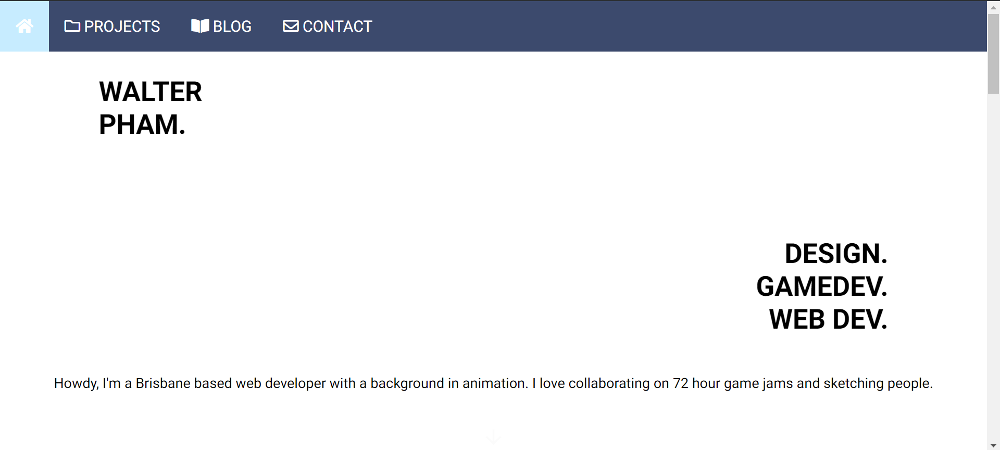 PROJECTS BLOG CONTACT
WALTER
PHAM.
DESIGN.
GAMEDEV.
WEB DEV.
Howdy, I'm a Brisbane based web developer with a background in animation. I love collaborating on 72 hour game jams and sketching people.